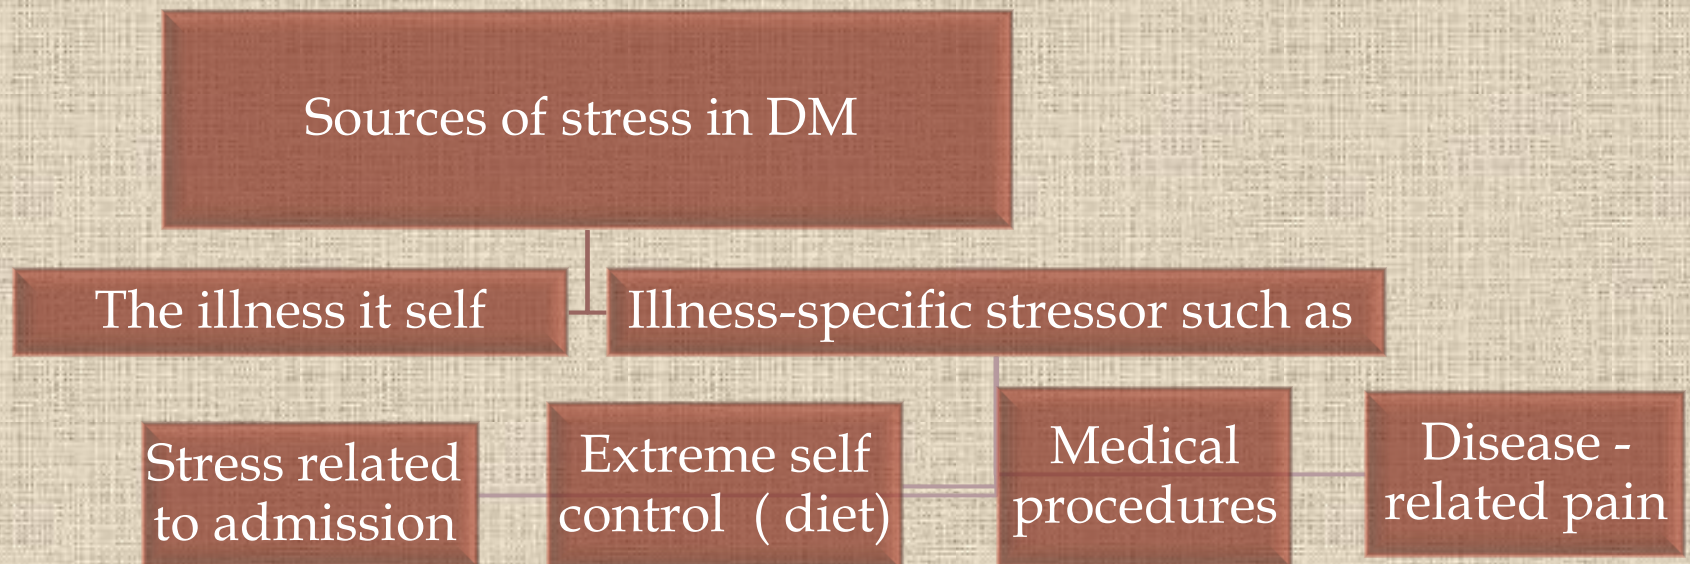 Sources of stress in DM
The illness it self
Illness-specific stressor such as
Stress related
to admission
Extreme self
control  ( diet)
Medical
procedures
Disease -
related pain